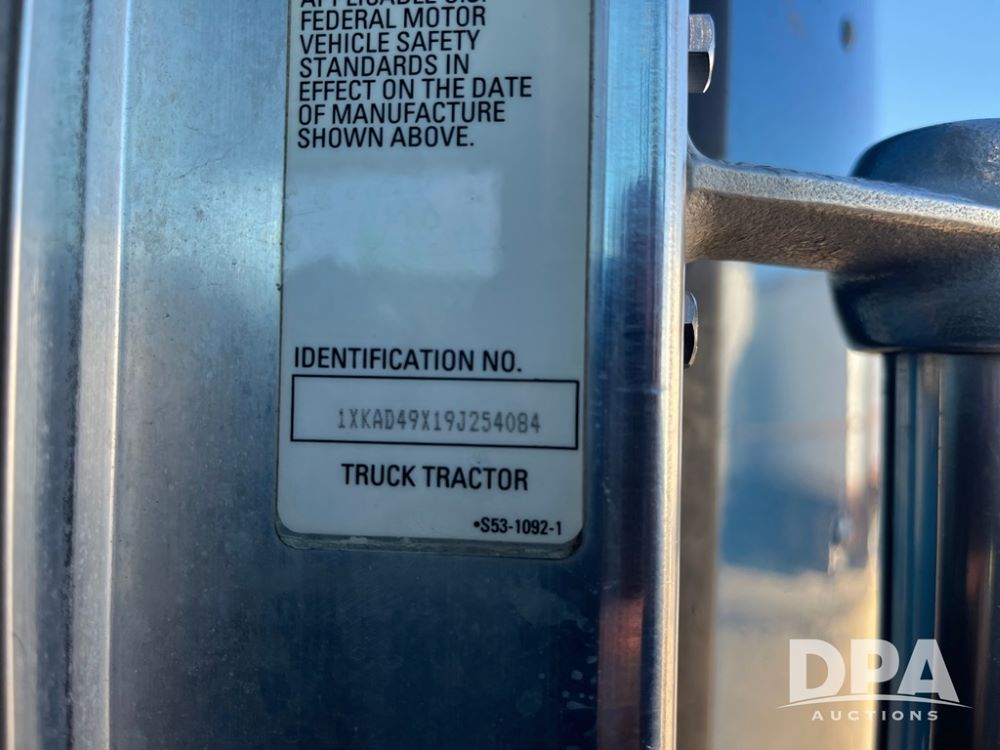 FEDERAL MOTOR
VEHICLE SAFETY
STANDARDS IN
EFFECT ON THE DATE
OF MANUFACTURE
SHOWN ABOVE.
IDENTIFICATION NO.
1XKAD49X19J254084
TRUCK TRACTOR
•S53-1092-1
DPA
AUCTIONS